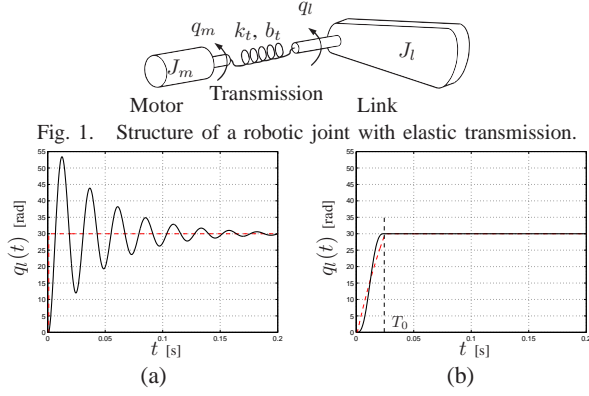 q_m k_t, b_t q_l
J_m J_l
Motor Transmission Link
Fig. 1. Structure of a robotic joint with elastic transmission.
55
50
45
40
35
30
25
20
15
10
5
0
0 0.05 0.1 0.15 0.2
q_l(t) [rad]
t [s]
(a)
55
50
45
40
35
30
25
20
15
10
5
0
0 0.05 0.1 0.15 0.2
q_l(t) [rad]
T_0
t [s]
(b)